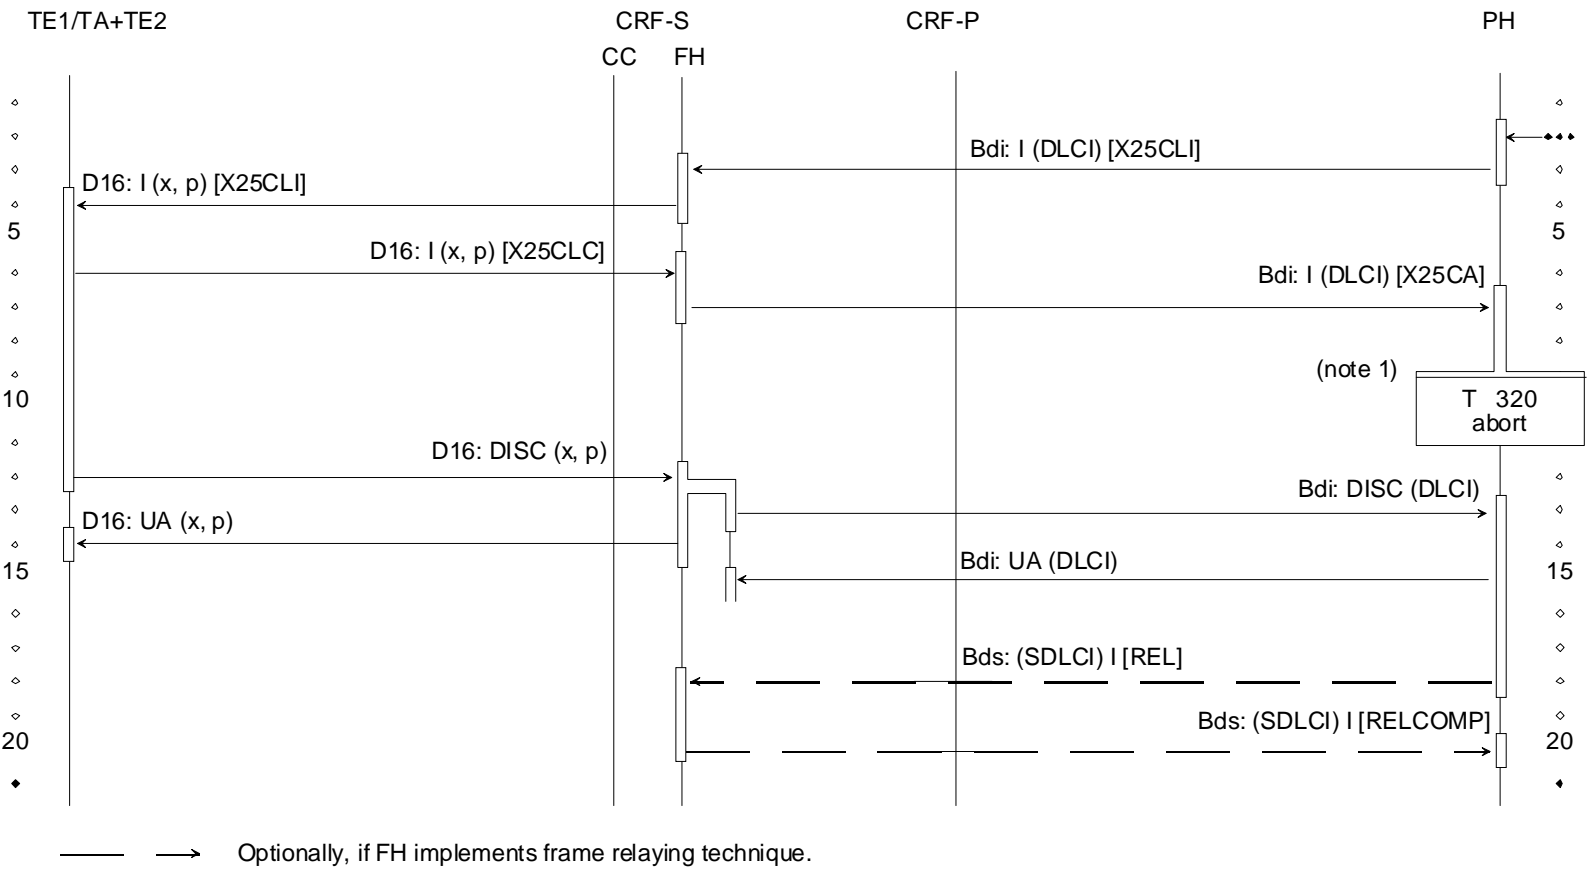 TE1/TA+TE2 CRF-S CRF-P PH
CC FH
Bdi: I (DLCI) [X25CLI]
D16: I (x, p) [X25CLI]
5 5
D16: I (x, p) [X25CLC]
Bdi: I (DLCI) [X25CA]
(note 1)
10 T 320
abort
D16: DISC (x, p)
Bdi: DISC (DLCI)
D16: UA (x, p)
Bdi: UA (DLCI)
15 15
Bds: (SDLCI) I [REL]
Bds: (SDLCI) I [RELCOMP]
20 20
Optionally, if FH implements frame relaying technique.